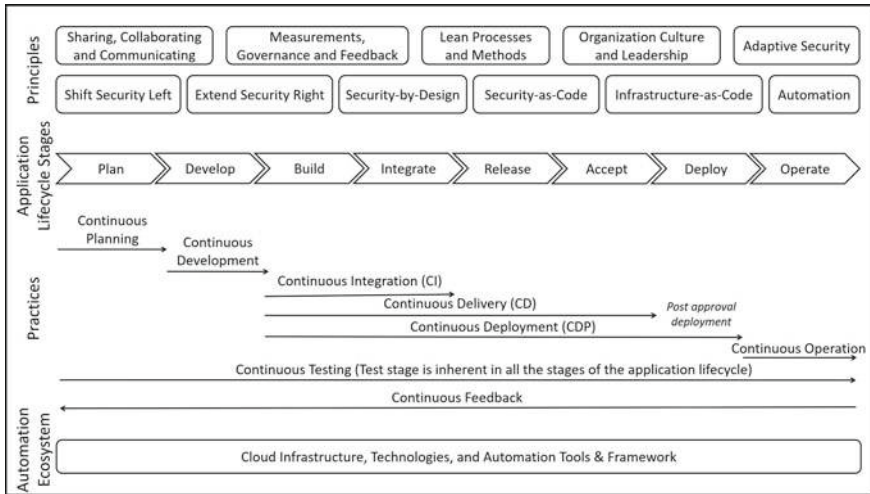 Principles
Sharing, Collaborating
and Communicating
Measurements,
Governance and Feedback
Lean Processes
and Methods
Organization Culture
and Leadership
Adaptive Security
Shift Security Left
Extend Security Right
Security-by-Design
Security-as-Code
Infrastructure-as-Code
Automation
Application
Lifecycle Stages
Plan
Develop
Build
Integrate
Release
Accept
Deploy
Operate
Practices
Continuous
Planning
Continuous
Development
Continuous Integration (CI)
Continuous Delivery (CD)
Post approval
deployment
Continuous Deployment (CDP)
Continuous Operation
Continuous Testing (Test stage is inherent in all the stages of the application lifecycle)
Continuous Feedback
Automation
Ecosystem
Cloud Infrastructure, Technologies, and Automation Tools & Framework